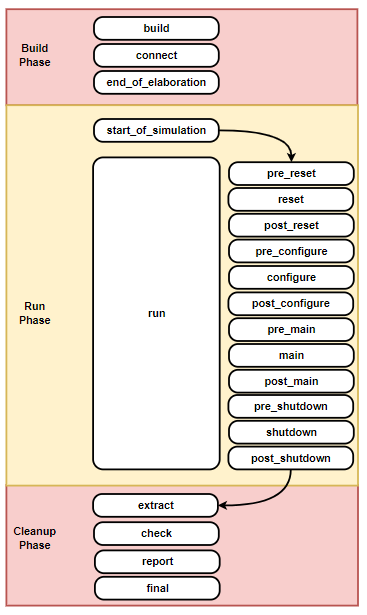 Build
Phase
build
connect
end_of_elaboration
Run
Phase
start_of_simulation
run
pre_reset
reset
post_reset
pre_configure
configure
post_configure
pre_main
main
post_main
pre_shutdown
shutdown
post_shutdown
Cleanup
Phase
extract
check
report
final